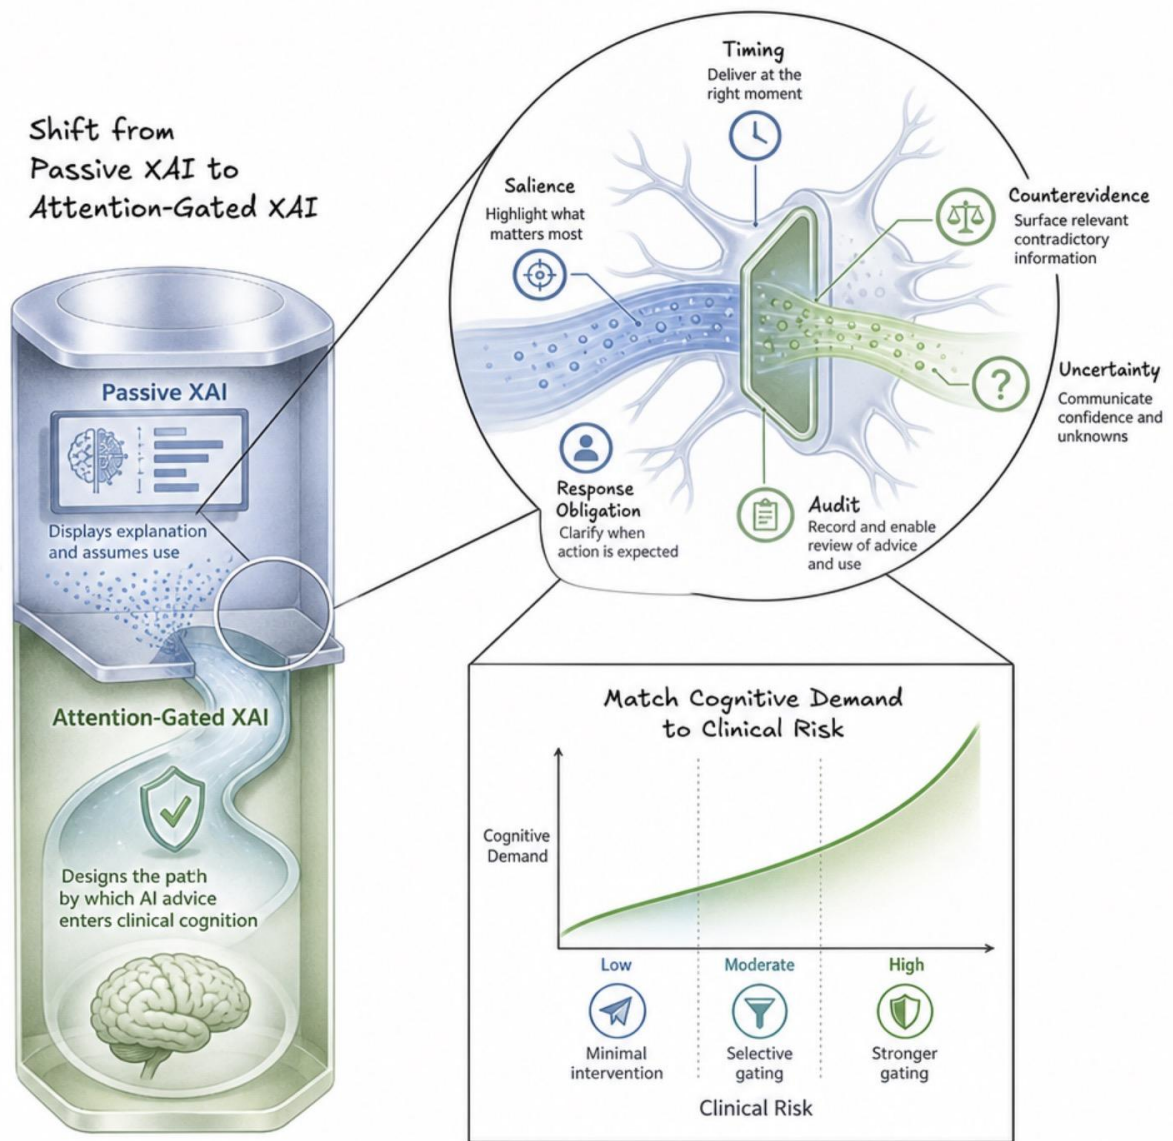 Shift from
Passive XAI to
Attention-Gated XAI
Passive XAI
Displays explanation
and assumes use
Attention-Gated XAI
Designs the path
by which AI advice
enters clinical cognition
Timing
Deliver at the
right moment
Salience
Highlight what
matters most
Counterevidence
Surface relevant
contradictory
information
Uncertainty
Communicate
confidence and
unknowns
Response
Obligation
Clarify when
action is expected
Audit
Record and enable
review of advice
and use
?
Match Cognitive Demand
to Clinical Risk
Cognitive
Demand
Low
Moderate
High
Minimal
intervention
Selective
gating
Stronger
gating
Clinical Risk